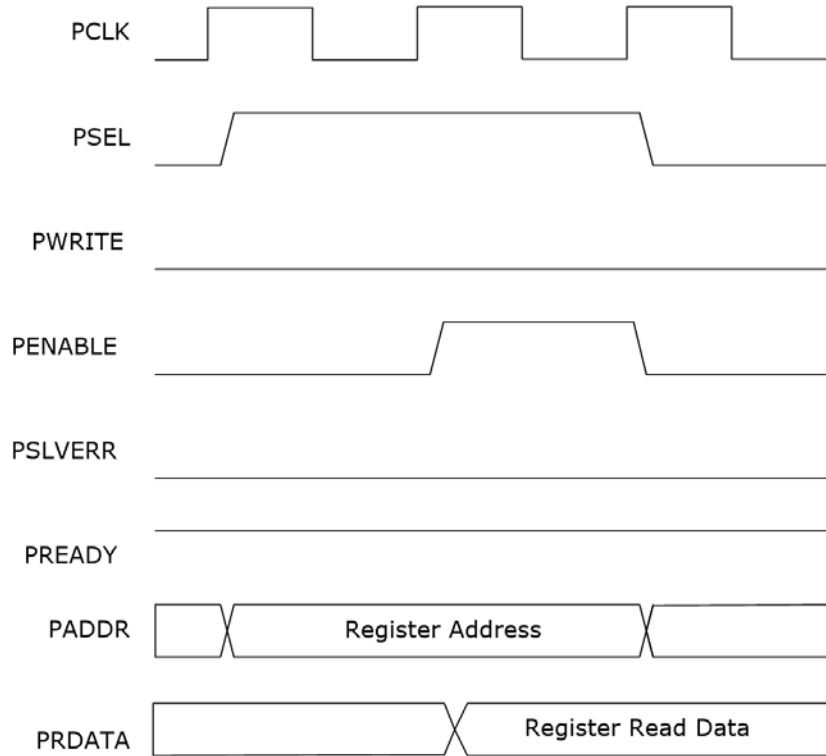 PCLK
PSEL
PWRITE
PENABLE
PSLVERR
PREADY
PADDR
Register Address
PRDATA
Register Read Data